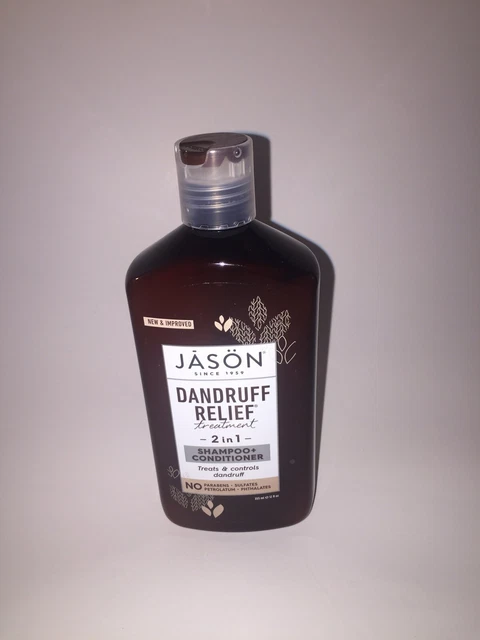 NEW & IMPROVED
JĀSÖN®
SINCE 1959
DANDRUFF
RELIEF®
treatment
– 2 in 1 –
SHAMPOO+
CONDITIONER
Treats & controls
dandruff
NO PARABENS • SULFATES
PETROLATUM • PHTHALATES